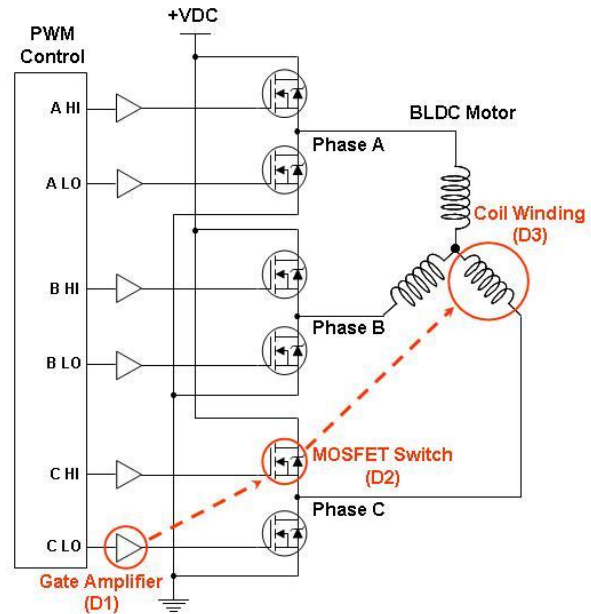 +VDC
PWM
Control
A HI
BLDC Motor
Phase A
A LO
Coil Winding
(D3)
B HI
Phase B
B LO
MOSFET Switch
(D2)
C HI
Phase C
C LO
Gate Amplifier
(D1)